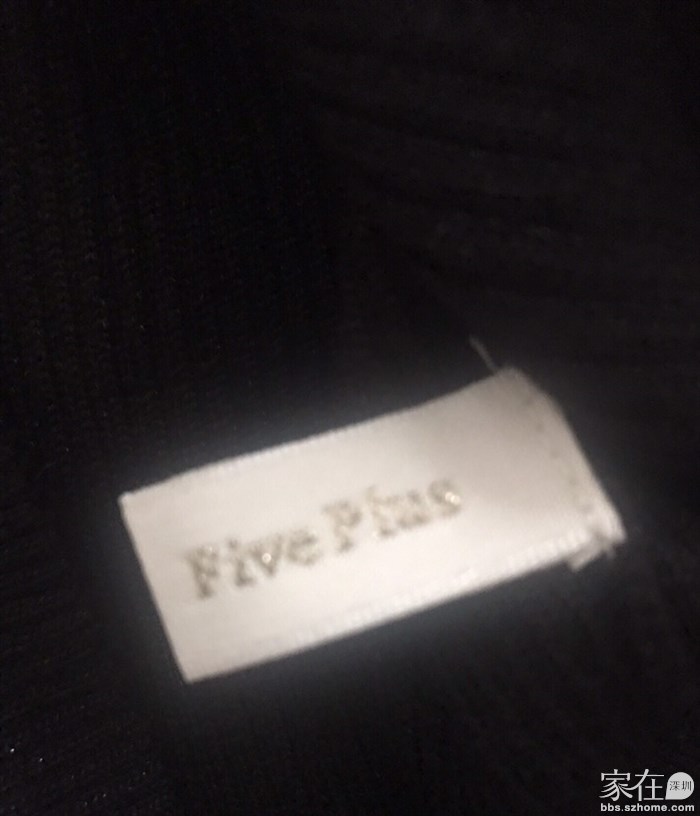 Five Plus
家在深圳
bbs.szhome.com